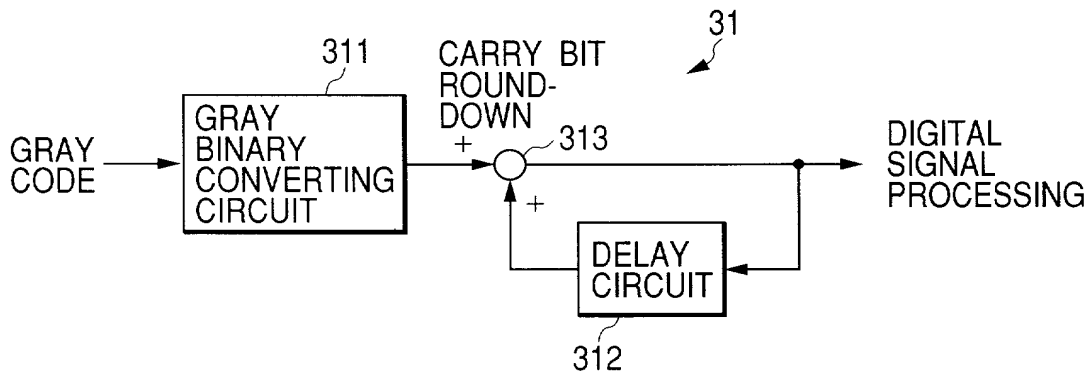 31
311
CARRY BIT
ROUND-
DOWN
GRAY
CODE
GRAY
BINARY
CONVERTING
CIRCUIT
+
313
+
DIGITAL
SIGNAL
PROCESSING
DELAY
CIRCUIT
312